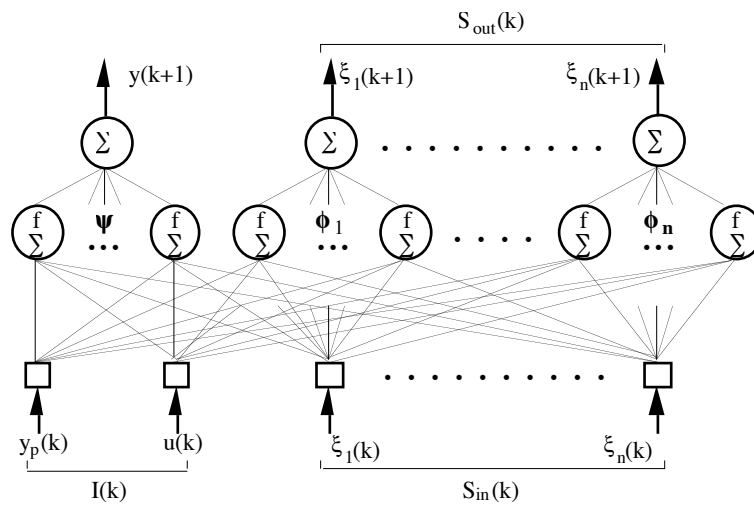 S_out(k)
y(k+1) ξ_1(k+1) ξ_n(k+1)
Σ Σ Σ
f ψ f f ϕ_1 f f ϕ_n f
Σ Σ Σ Σ Σ Σ
y_p(k) u(k) ξ_1(k) ξ_n(k)
I(k) S_in(k)